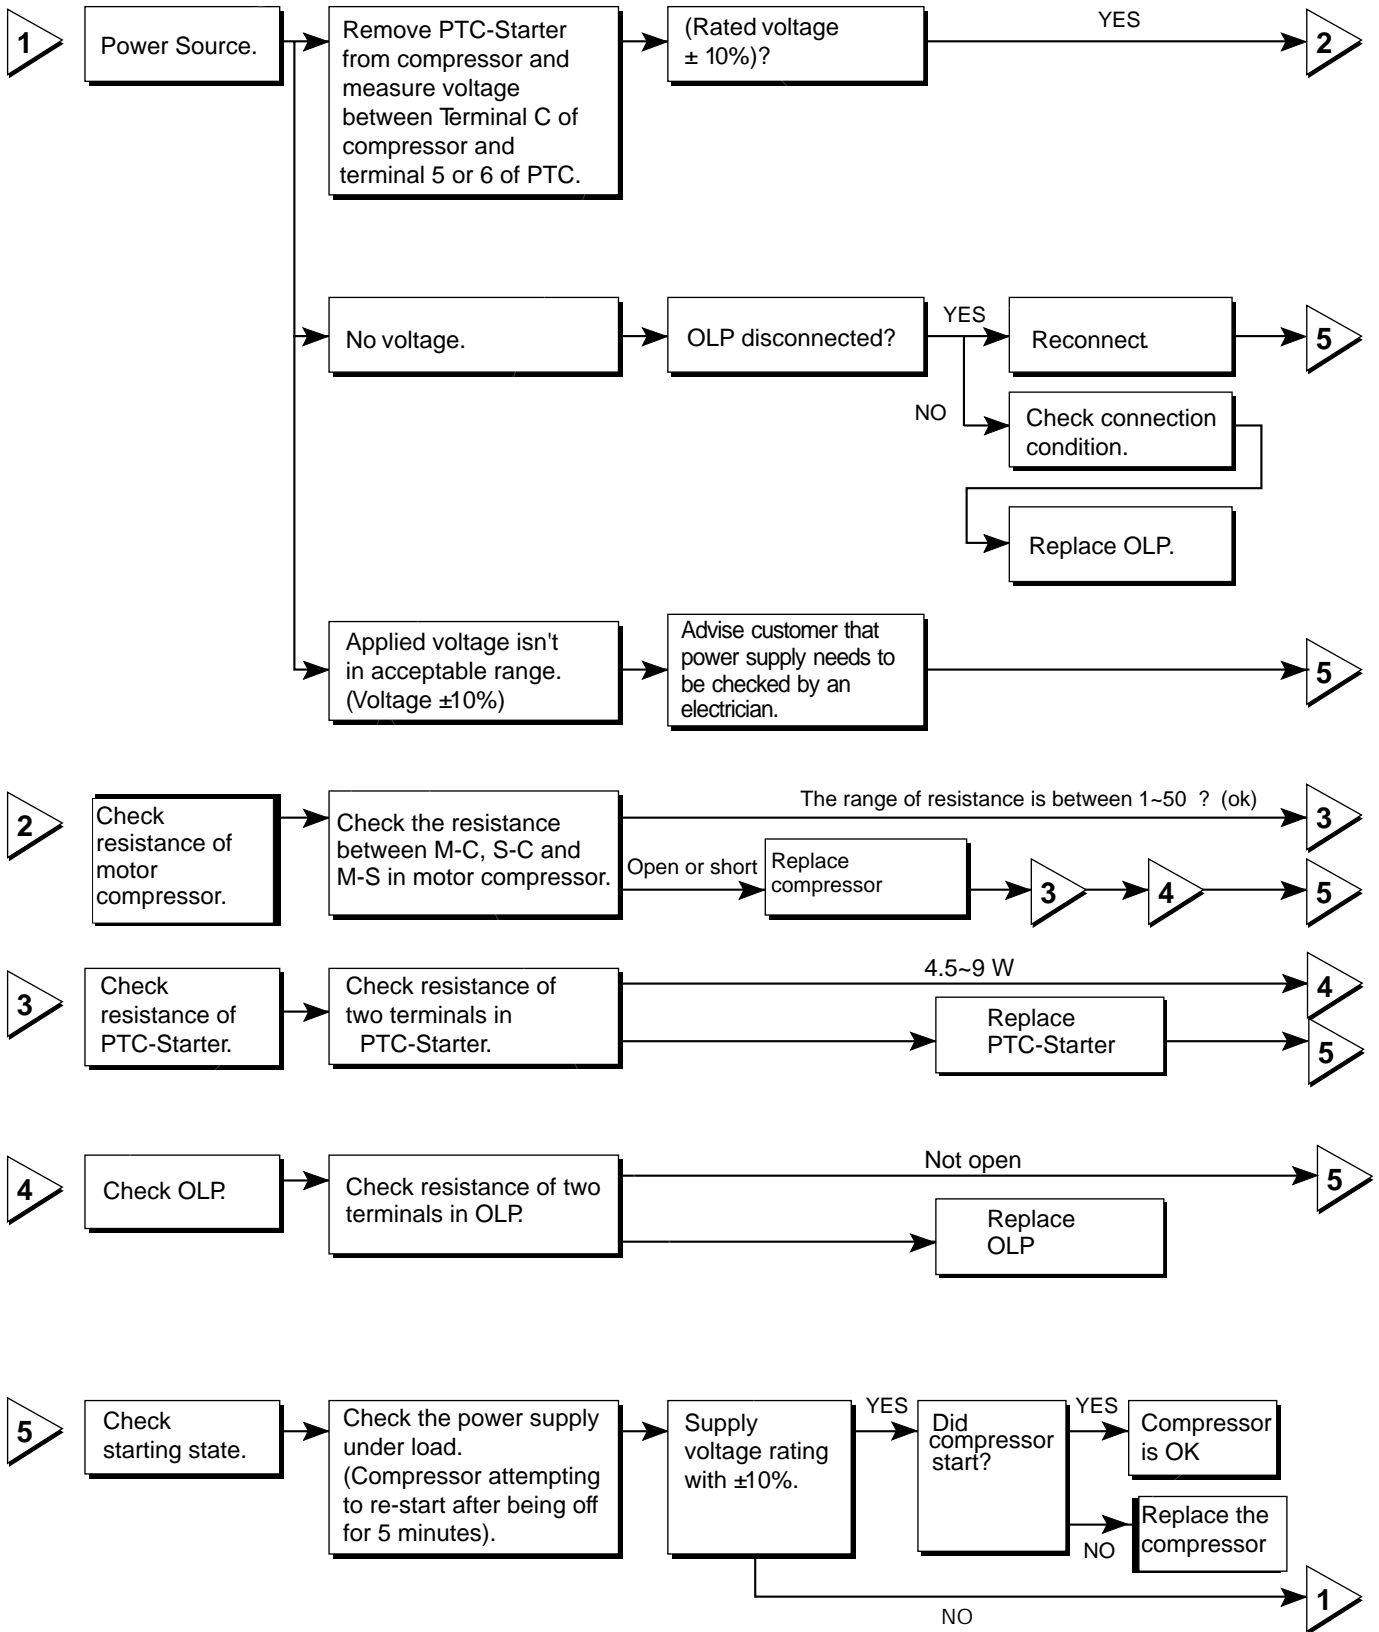 1
Power Source.
Remove PTC-Starter
from compressor and
measure voltage
between Terminal C of
compressor and
terminal 5 or 6 of PTC.
(Rated voltage
± 10%)?
YES
2
No voltage.
OLP disconnected?
YES
Reconnect.
5
NO
Check connection
condition.
Replace OLP.
Applied voltage isn't
in acceptable range.
(Voltage ±10%)
Advise customer that
power supply needs to
be checked by an
electrician.
5
2
Check
resistance of
motor
compressor.
Check the resistance
between M-C, S-C and
M-S in motor compressor.
The range of resistance is between 1~50 ? (ok)
3
Open or short
Replace
compressor
3
4
5
3
Check
resistance of
PTC-Starter.
Check resistance of
two terminals in
PTC-Starter.
4.5~9 W
4
Replace
PTC-Starter
5
4
Check OLP.
Check resistance of two
terminals in OLP.
Not open
5
Replace
OLP
5
Check
starting state.
Check the power supply
under load.
(Compressor attempting
to re-start after being off
for 5 minutes).
Supply
voltage rating
with ±10%.
YES
Did
compressor
start?
YES
Compressor
is OK
NO
Replace the
compressor
NO
1